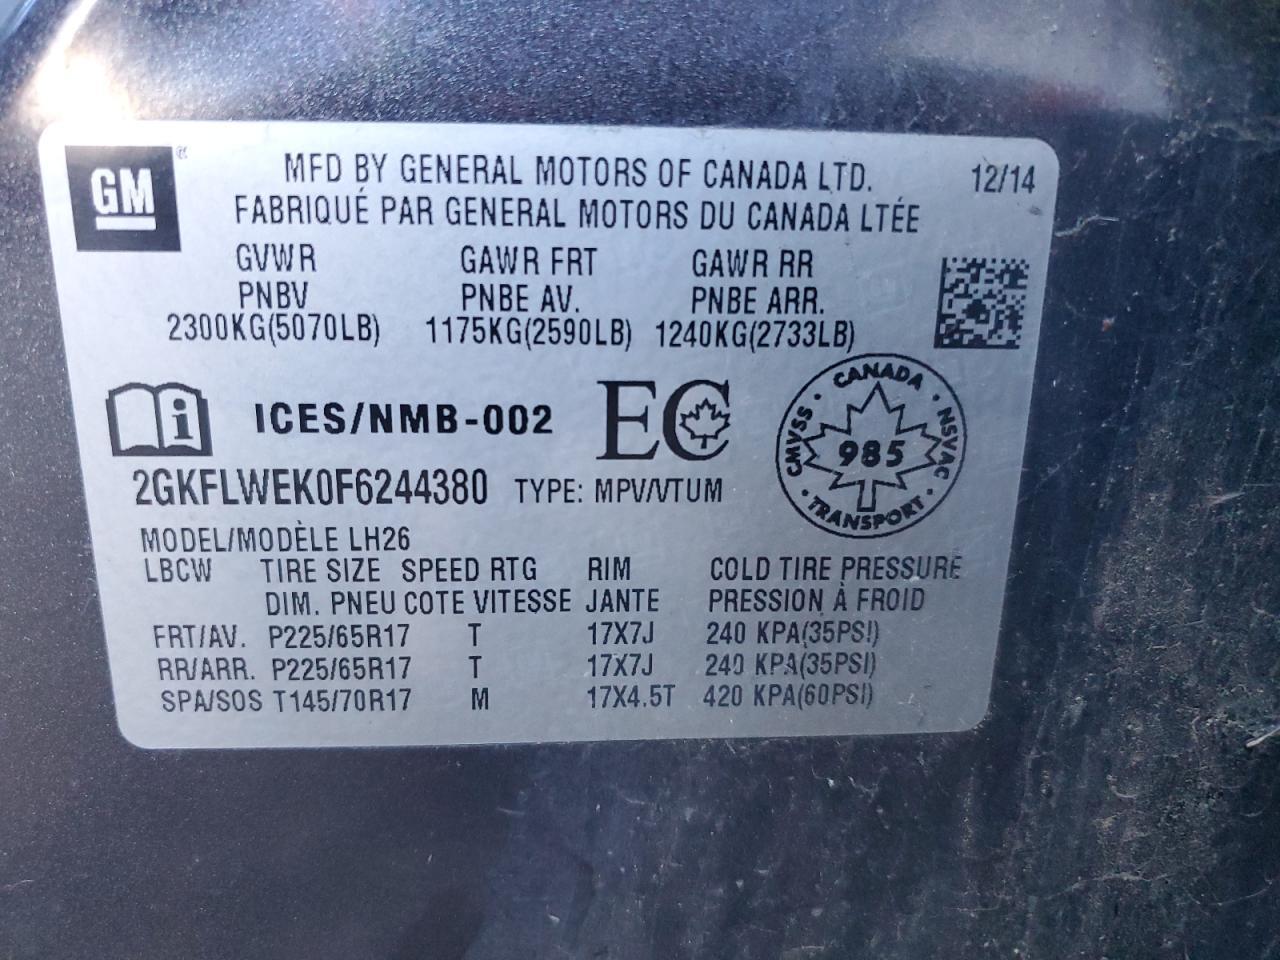 GM
MFD BY GENERAL MOTORS OF CANADA LTD. 12/14
FABRIQUÉ PAR GENERAL MOTORS DU CANADA LTÉE
GVWR GAWR FRT GAWR RR
PNBV PNBE AV. PNBE ARR.
2300KG(5070LB) 1175KG(2590LB) 1240KG(2733LB)
ICES/NMB-002 EC
CANADA CMVSS NSVAC 985 TRANSPORT
2GKFLWEK0F6244380 TYPE: MPV/VTUM
MODEL/MODÈLE LH26
LBCW TIRE SIZE SPEED RTG RIM COLD TIRE PRESSURE
DIM. PNEU COTE VITESSE JANTE PRESSION À FROID
FRT/AV. P225/65R17 T 17X7J 240 KPA(35PSI)
RR/ARR. P225/65R17 T 17X7J 240 KPA(35PSI)
SPA/SOS T145/70R17 M 17X4.5T 420 KPA(60PSI)